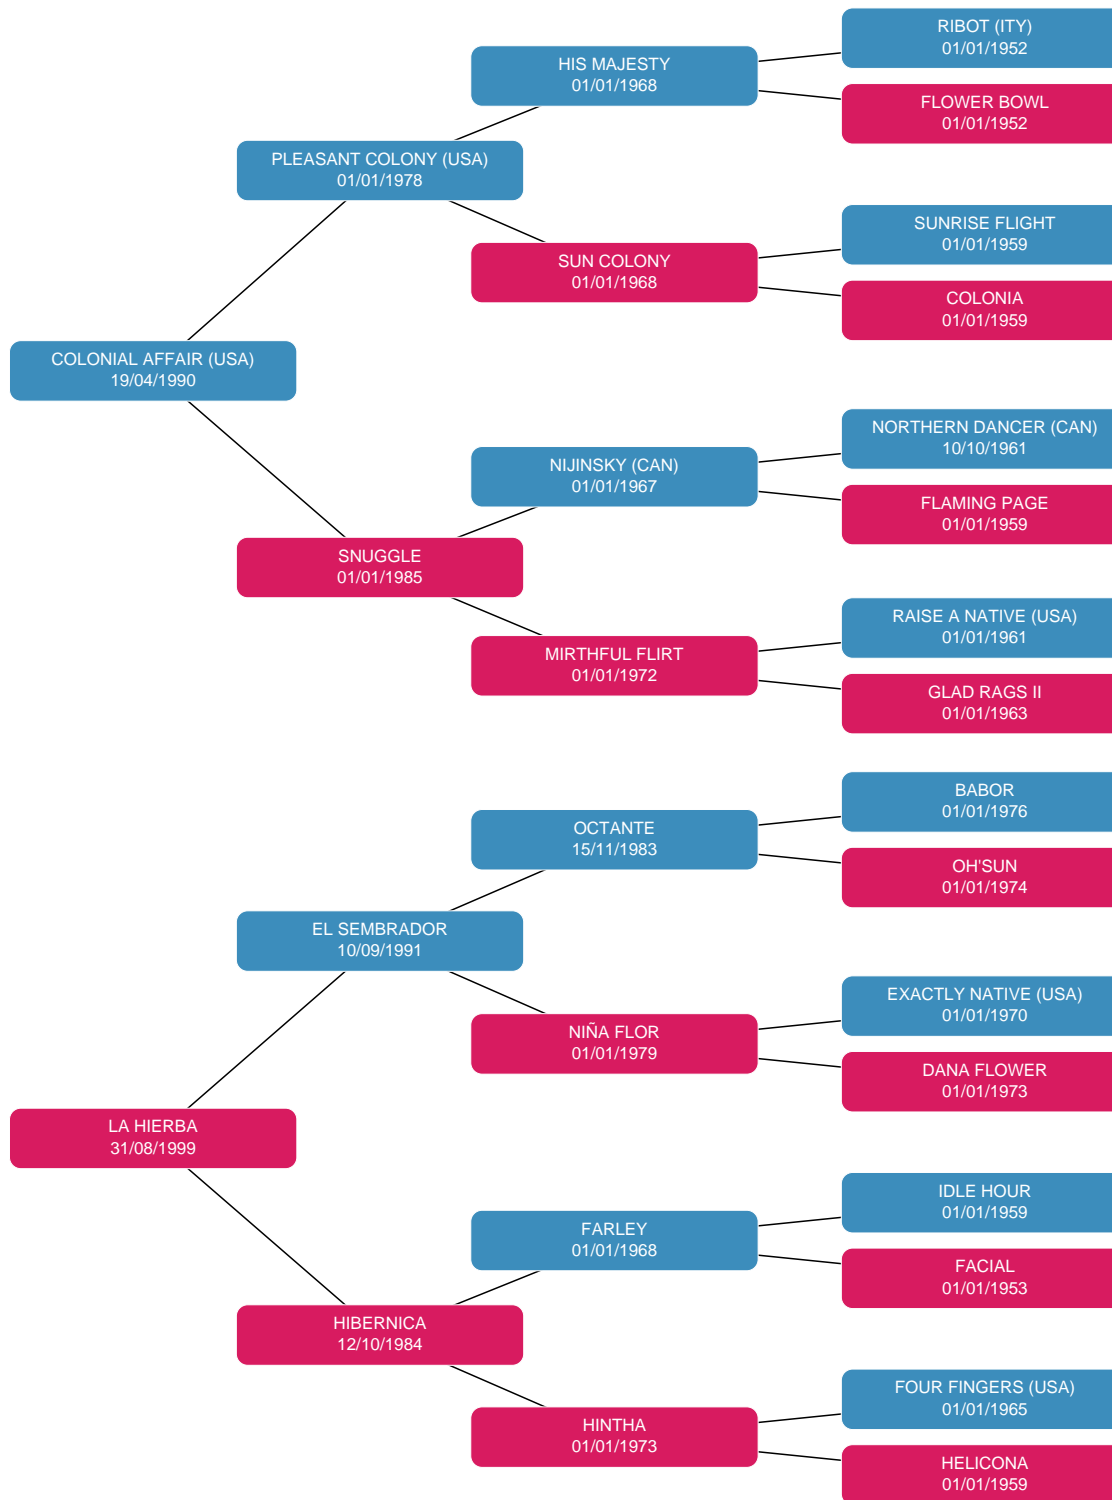 RIBOT (ITY)
01/01/1952
HIS MAJESTY
01/01/1968
FLOWER BOWL
01/01/1952
PLEASANT COLONY (USA)
01/01/1978
SUNRISE FLIGHT
01/01/1959
SUN COLONY
01/01/1968
COLONIA
01/01/1959
COLONIAL AFFAIR (USA)
19/04/1990
NORTHERN DANCER (CAN)
10/10/1961
NIJINSKY (CAN)
01/01/1967
FLAMING PAGE
01/01/1959
SNUGGLE
01/01/1985
RAISE A NATIVE (USA)
01/01/1961
MIRTHFUL FLIRT
01/01/1972
GLAD RAGS II
01/01/1963
BABOR
01/01/1976
OCTANTE
15/11/1983
OH'SUN
01/01/1974
EL SEMBRADOR
10/09/1991
EXACTLY NATIVE (USA)
01/01/1970
NIÑA FLOR
01/01/1979
DANA FLOWER
01/01/1973
LA HIERBA
31/08/1999
IDLE HOUR
01/01/1959
FARLEY
01/01/1968
FACIAL
01/01/1953
HIBERNICA
12/10/1984
FOUR FINGERS (USA)
01/01/1965
HINTHA
01/01/1973
HELICONA
01/01/1959